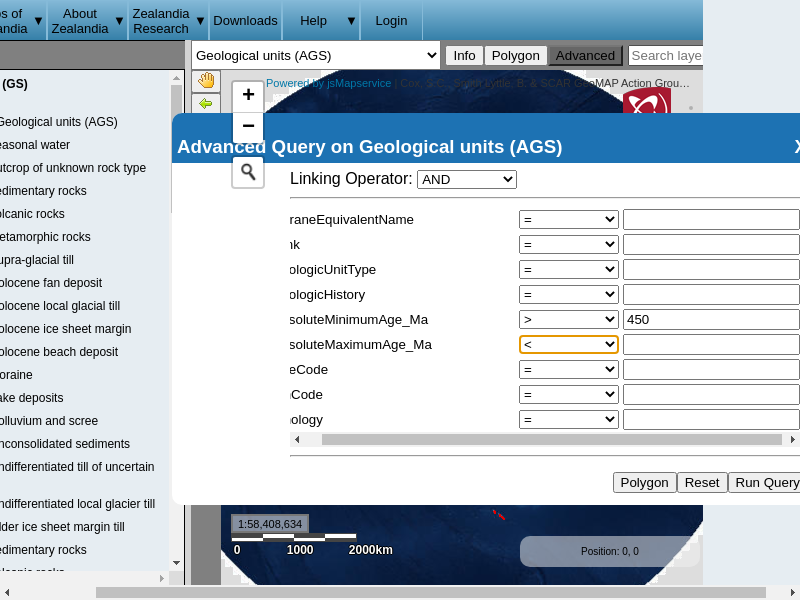 ps of
About
Zealandia
Downloads
Help
Login
andia ▼
Zealandia ▼
Research ▼
▼
Geological units (AGS)
Info
Polygon
Advanced
Search laye
(GS)
Powered by jsMapservice | Cox, S.C., Smith Lyttle, B. & SCAR GeoMAP Action Grou…
Geological units (AGS)
easonal water
utcrop of unknown rock type
edimentary rocks
olcanic rocks
etamorphic rocks
upra-glacial till
olocene fan deposit
olocene local glacial till
olocene ice sheet margin
olocene beach deposit
oraine
ake deposits
olluvium and scree
nconsolidated sediments
ndifferentiated till of uncertain
ndifferentiated local glacier till
lder ice sheet margin till
edimentary rocks
+
−
Advanced Query on Geological units (AGS)
X
Linking Operator: AND
raneEquivalentName =
nk =
ologicUnitType =
ologicHistory =
soluteMinimumAge_Ma > 450
soluteMaximumAge_Ma <
eCode =
nCode =
ology =
Polygon
Reset
Run Query
1:58,408,634
0 1000 2000km
Position: 0, 0